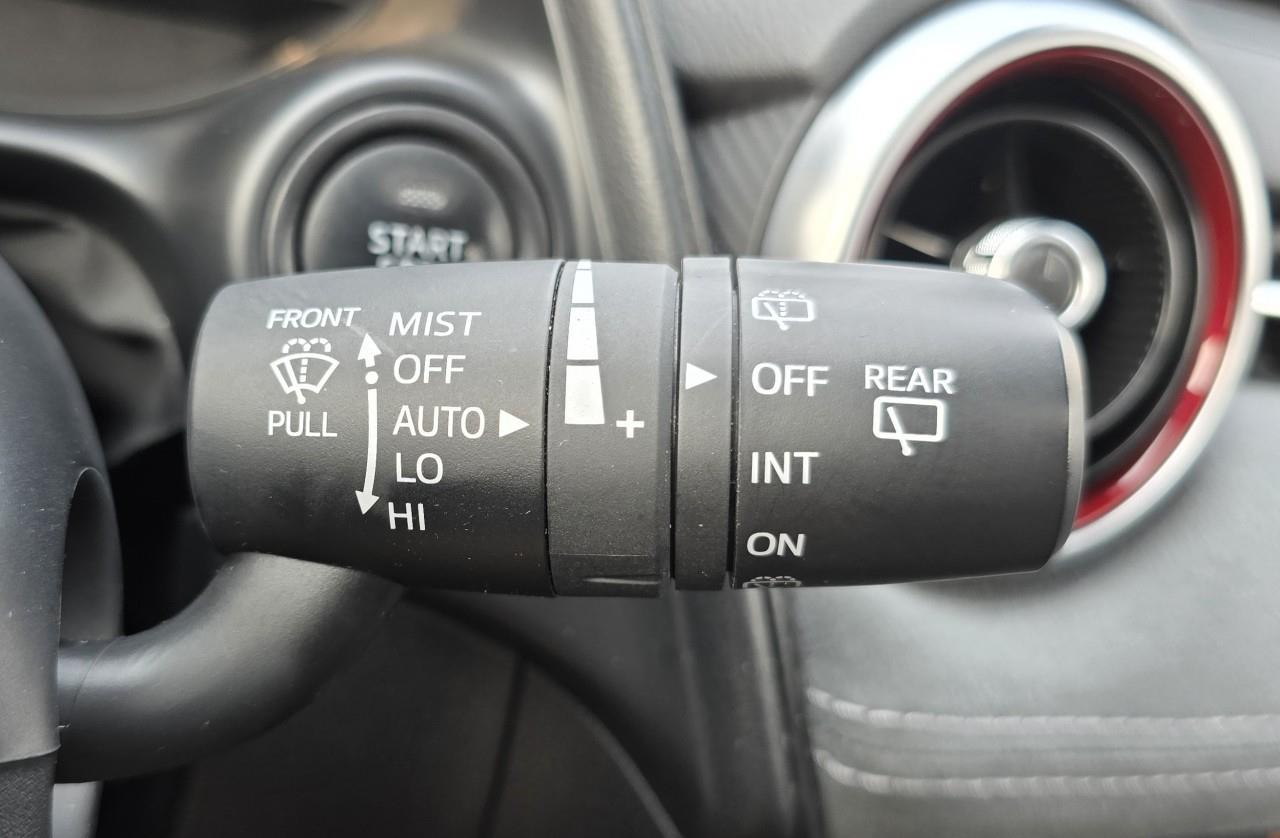 START
FRONT
PULL
MIST
OFF
AUTO
LO
HI
+
OFF
INT
ON
REAR